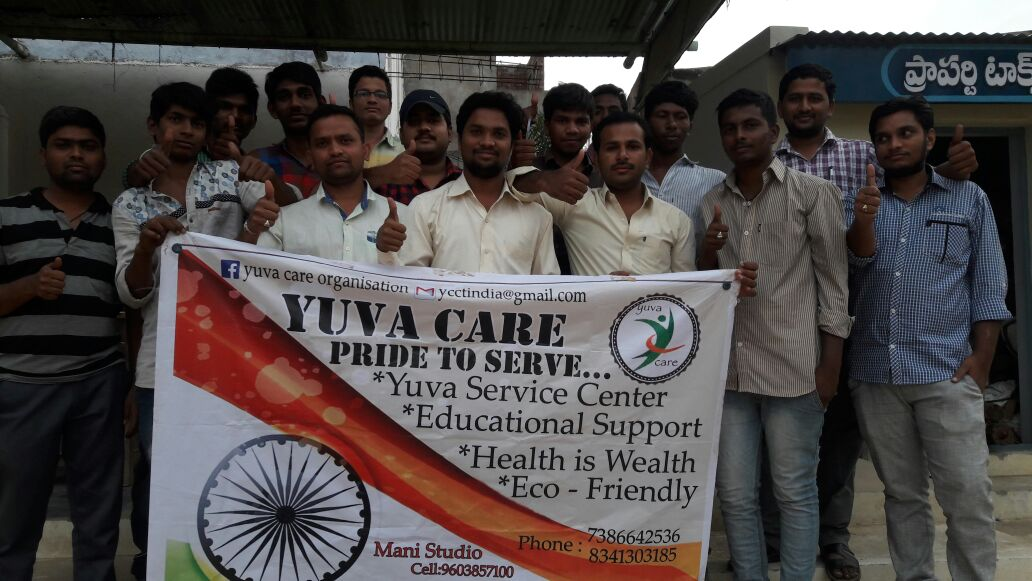 ప్రాపర్టి టాక్
yuva care organisation ycctindia@gmail.com
YUVA CARE
PRIDE TO SERVE...
yuva
care
*Yuva Service Center
*Educational Support
*Health is Wealth
*Eco - Friendly
Phone : 7386642536
8341303185
Mani Studio
Cell:9603857100